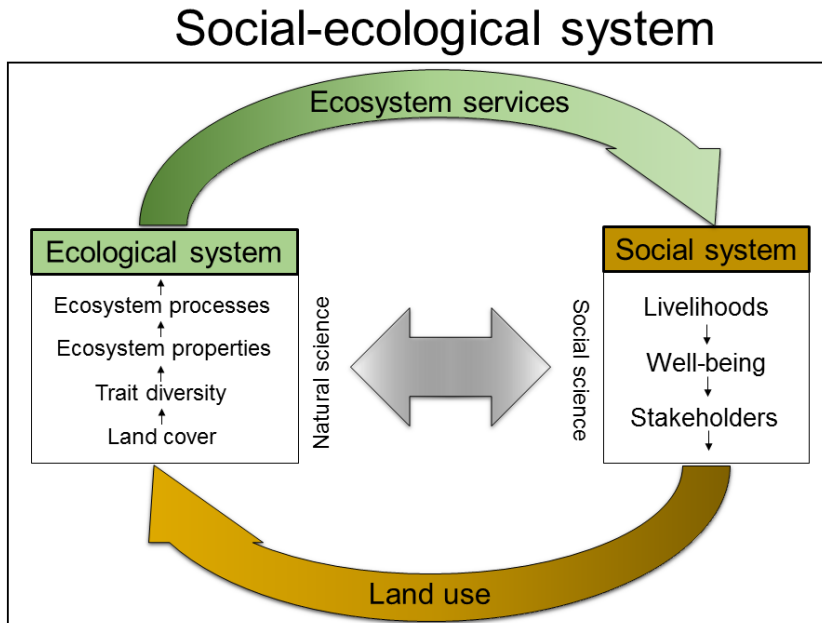 Social-ecological system
Ecosystem services
Ecological system
Ecosystem processes
Ecosystem properties
Trait diversity
Land cover
Natural science
Social science
Social system
Livelihoods
Well-being
Stakeholders
Land use